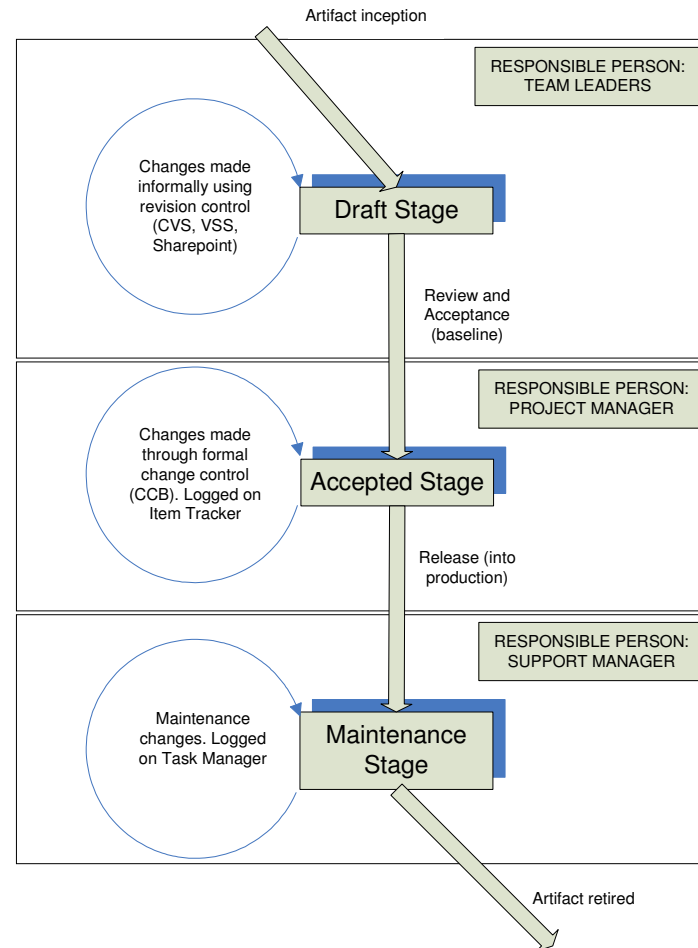 Artifact inception
RESPONSIBLE PERSON:
TEAM LEADERS
Changes made
informally using
revision control
(CVS, VSS,
Sharepoint)
Draft Stage
Review and
Acceptance
(baseline)
RESPONSIBLE PERSON:
PROJECT MANAGER
Changes made
through formal
change control
(CCB). Logged on
Item Tracker
Accepted Stage
Release (into
production)
RESPONSIBLE PERSON:
SUPPORT MANAGER
Maintenance
changes. Logged
on Task Manager
Maintenance
Stage
Artifact retired